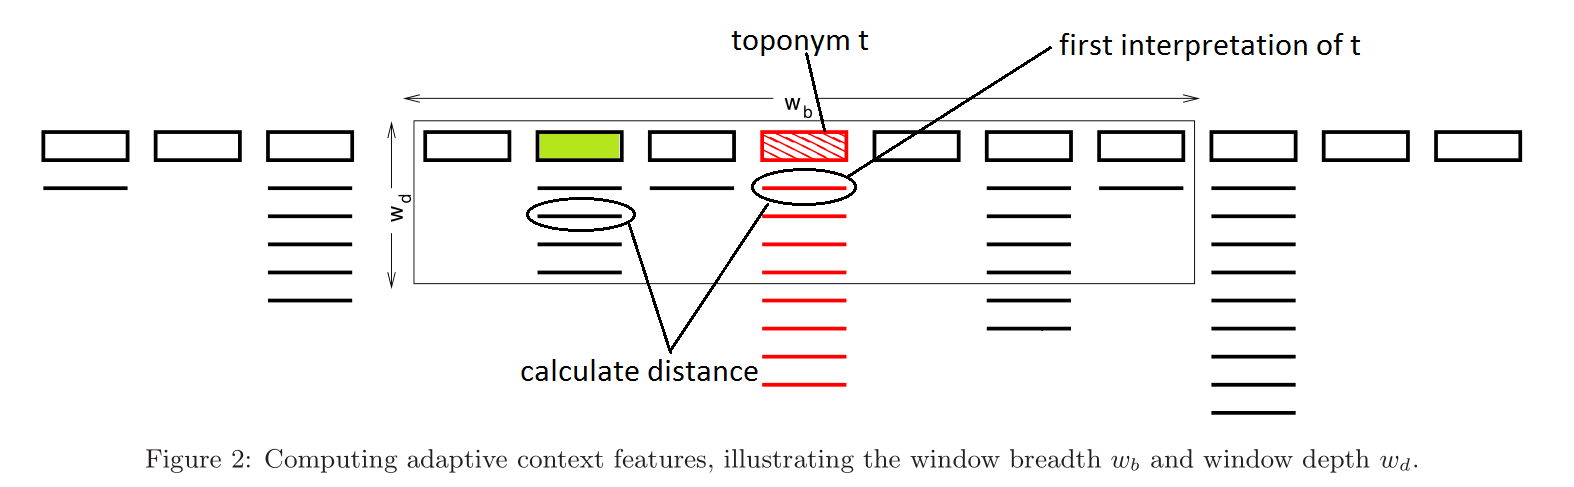 toponym t
first interpretation of t
w_b
w_d
calculate distance
Figure 2: Computing adaptive context features, illustrating the window breadth w_b and window depth w_d.